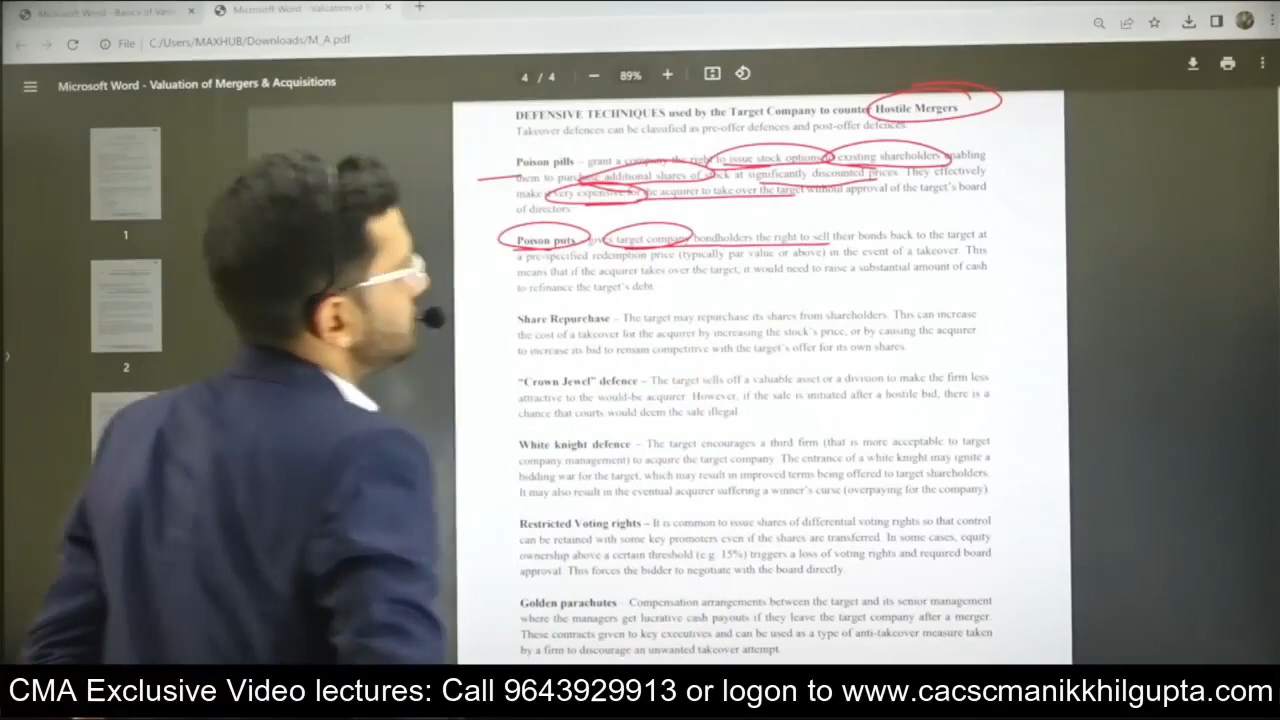 Microsoft Word - Basics of
Microsoft Word - Valuation of
File C:/Users/MAXHUB/Downloads/M_A.pdf
Microsoft Word - Valuation of Mergers & Acquisitions
4 / 4
89%
1
2
DEFENSIVE TECHNIQUES used by the Target Company to counter Hostile Mergers
Takeover defences can be classified as pre-offer defences and post-offer defences.
Poison pills – grant a company the right to issue stock options to existing shareholders enabling
them to purchase additional shares of stock at significantly discounted prices. They effectively
make it very expensive for the acquirer to take over the target without approval of the target's board
of directors.
Poison puts – gives target company bondholders the right to sell their bonds back to the target at
a pre-specified redemption price (typically par value or above) in the event of a takeover. This
means that if the acquirer takes over the target, it would need to raise a substantial amount of cash
to refinance the target's debt.
Share Repurchase – The target may repurchase its shares from shareholders. This can increase
the cost of a takeover for the acquirer by increasing the stock's price, or by causing the acquirer
to increase its bid to remain competitive with the target's offer for its own shares.
"Crown Jewel" defence – The target sells off a valuable asset or a division to make the firm less
attractive to the would-be acquirer. However, if the sale is initiated after a hostile bid, there is a
chance that courts would deem the sale illegal.
White knight defence – The target encourages a third firm (that is more acceptable to target
company management) to acquire the target company. The entrance of a white knight may ignite a
bidding war for the target, which may result in improved terms being offered to target shareholders.
It may also result in the eventual acquirer suffering a winner's curse (overpaying for the company).
Restricted Voting rights – It is common to issue shares of differential voting rights so that control
can be retained with some key promoters even if the shares are transferred. In some cases, equity
ownership above a certain threshold (e.g. 15%) triggers a loss of voting rights and required board
approval. This forces the bidder to negotiate with the board directly.
Golden parachutes – Compensation arrangements between the target and its senior management
where the managers get lucrative cash payouts if they leave the target company after a merger.
These contracts given to key executives and can be used as a type of anti-takeover measure taken
by a firm to discourage an unwanted takeover attempt.
CMA Exclusive Video lectures: Call 9643929913 or logon to www.cacscmanikkhilgupta.com